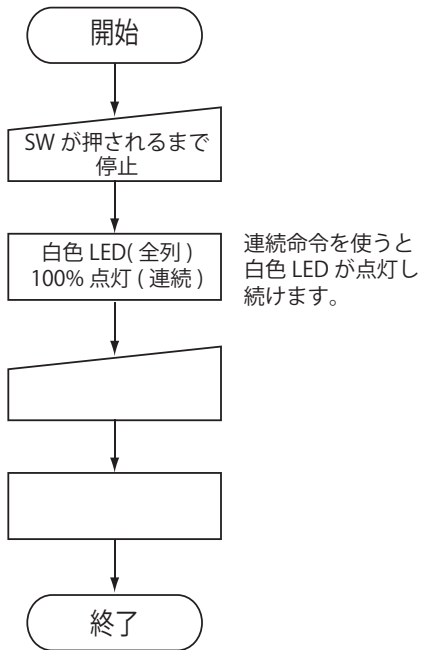 開始
SW が押されるまで
停止
白色 LED( 全列 )
100% 点灯 ( 連続 )
連続命令を使うと
白色 LED が点灯し
続けます。
終了